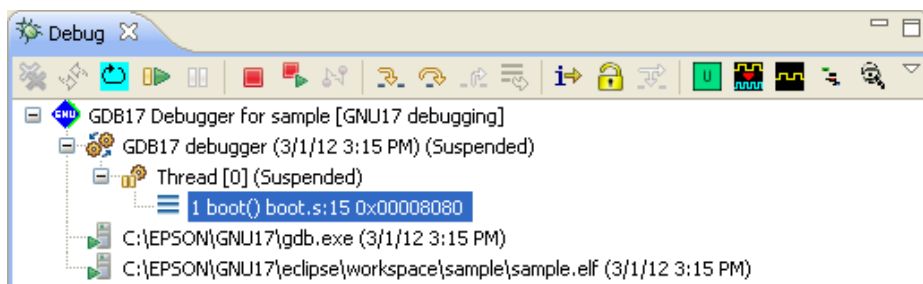 Debug
i
U
GNU GDB17 Debugger for sample [GNU17 debugging]
GDB17 debugger (3/1/12 3:15 PM) (Suspended)
Thread [0] (Suspended)
1 boot() boot.s:15 0x00008080
C:\EPSON\GNU17\gdb.exe (3/1/12 3:15 PM)
C:\EPSON\GNU17\eclipse\workspace\sample\sample.elf (3/1/12 3:15 PM)